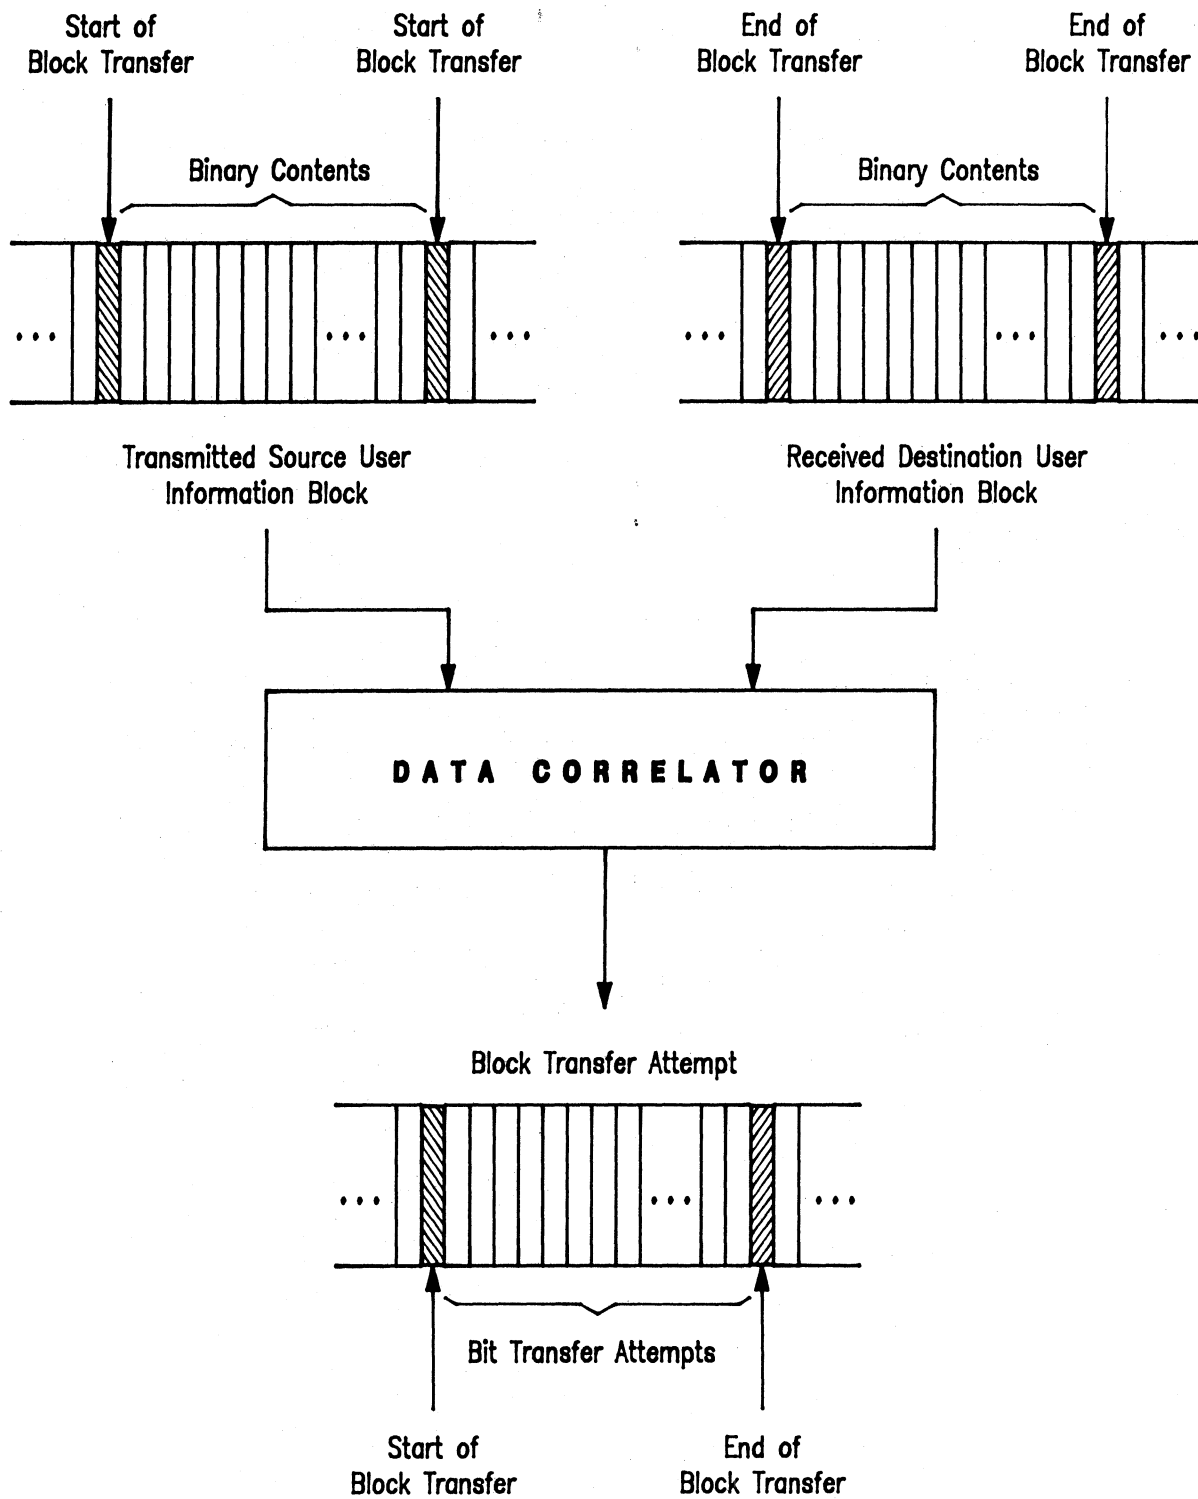 Start of
Block Transfer
Start of
Block Transfer
End of
Block Transfer
End of
Block Transfer
Binary Contents
Binary Contents
...
...
...
...
...
...
Transmitted Source User
Information Block
Received Destination User
Information Block
DATA CORRELATOR
Block Transfer Attempt
...
...
...
Bit Transfer Attempts
Start of
Block Transfer
End of
Block Transfer